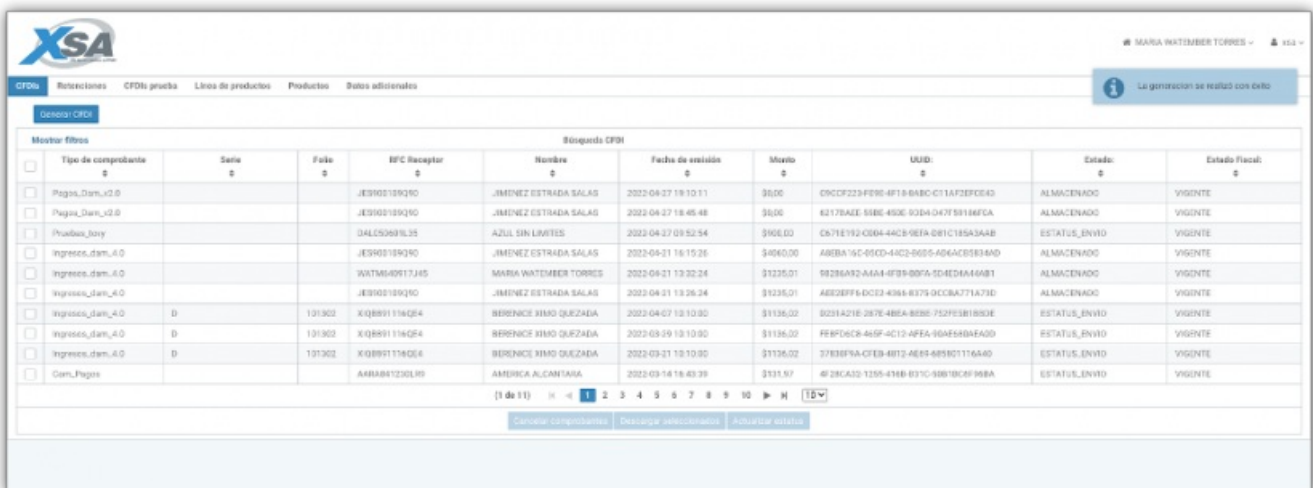 XSA
MARIA WATEMBER TORRES
xsa
CFDIs Retenciones CFDIs prueba Línea de productos Productos Datos adicionales
La generacion se realizó con éxito
Generar CFDI
Mostrar filtros Búsqueda CFDI
Tipo de comprobante Serie Folio RFC Receptor Nombre Fecha de emisión Monto UUID: Estado: Estado Fiscal:
Pagos_Dam_v2.0 JIMENEZ ESTRADA SALAS 2022-04-27 19:10:11 $0,00 ALMACENADO VIGENTE
Pagos_Dam_v2.0 JIMENEZ ESTRADA SALAS 2022-04-27 18:45:48 $0,00 ALMACENADO VIGENTE
Pruebas_tovy AZUL SIN LIMITES 2022-04-27 09:52:54 $900,00 ESTATUS_ENVIO VIGENTE
Ingresos_dam_4.0 JIMENEZ ESTRADA SALAS 2022-04-21 16:15:26 $4060,00 ALMACENADO VIGENTE
Ingresos_dam_4.0 WATM640917J45 MARIA WATEMBER TORRES 2022-04-21 13:32:24 $1235,01 ALMACENADO VIGENTE
Ingresos_dam_4.0 JIMENEZ ESTRADA SALAS 2022-04-21 13:26:24 $1235,01 ALMACENADO VIGENTE
Ingresos_dam_4.0 D 101302 XIQB891116QE4 BERENICE XIMO QUEZADA 2022-04-07 10:10:00 $1136,02 ESTATUS_ENVIO VIGENTE
Ingresos_dam_4.0 D 101302 XIQB891116QE4 BERENICE XIMO QUEZADA 2022-03-09 10:10:00 $1136,02 ESTATUS_ENVIO VIGENTE
Ingresos_dam_4.0 D 101302 XIQB891116QE4 BERENICE XIMO QUEZADA 2022-03-21 10:10:00 $1136,02 ESTATUS_ENVIO VIGENTE
Com_Pagos AMERICA ALCANTARA 2022-03-14 16:43:39 $131,97 ESTATUS_ENVIO VIGENTE
(1 de 11) 1 2 3 4 5 6 7 8 9 10 10
Cancelar comprobantes Descargar seleccionados Actualizar estatus